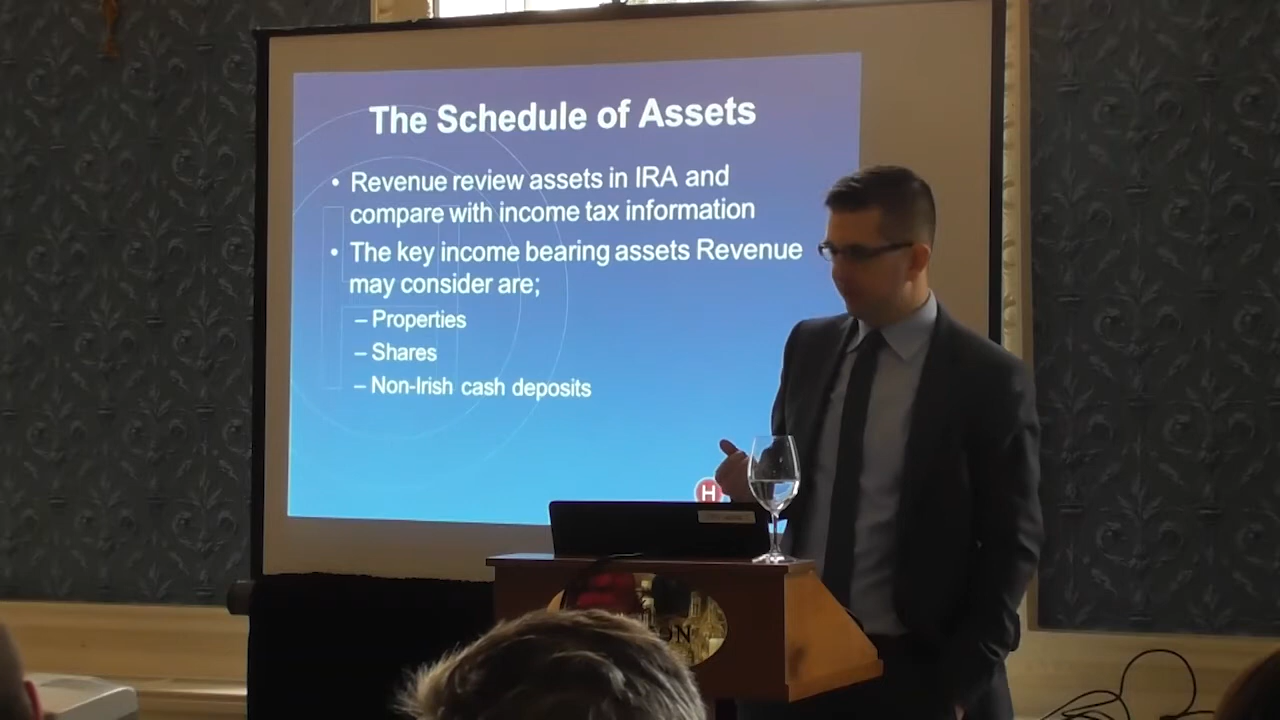 The Schedule of Assets
• Revenue review assets in IRA and
compare with income tax information
• The key income bearing assets Revenue
may consider are;
– Properties
– Shares
– Non-Irish cash deposits
H